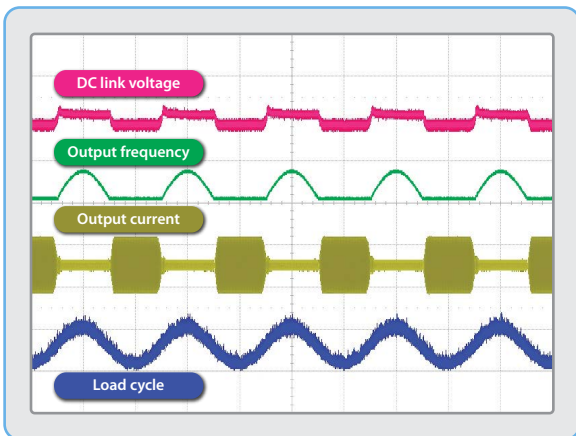 DC link voltage
Output frequency
Output current
Load cycle